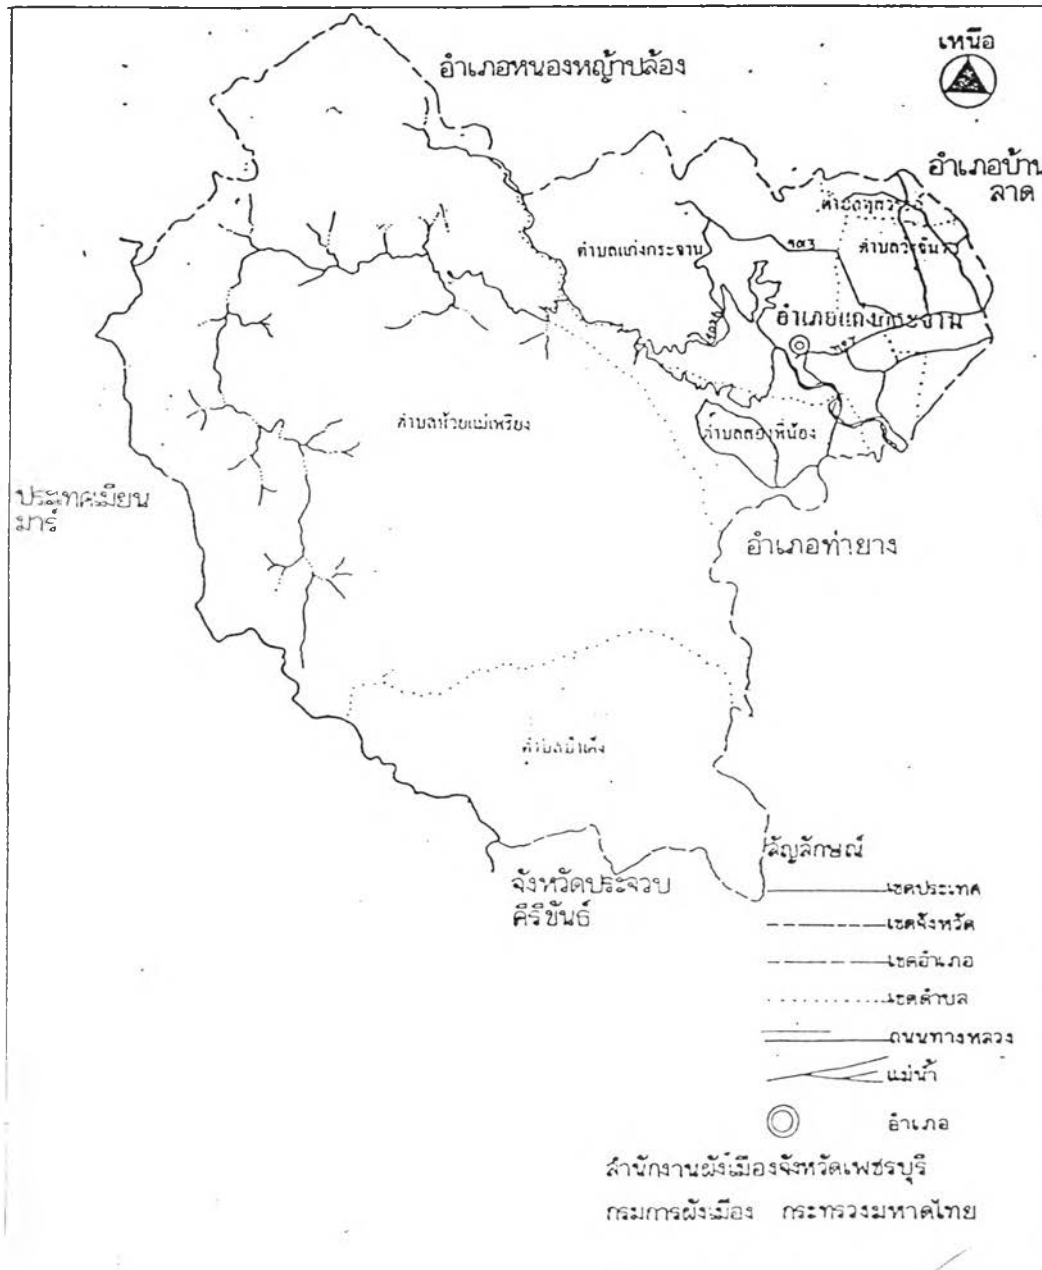 เหนือ
อำเภอหนองหญ้าปล้อง
อำเภอบ้าน
ลาด
ตำบลแก่งกระจาน
อำเภอแก่งกระจาน
ตำบลห้วยแม่เพรียง
ตำบลสองพี่น้อง
ประเทศเมียน
มาร์
อำเภอท่ายาง
ตำบลป่าเด็ง
จังหวัดประจวบ
คีรีขันธ์
สัญลักษณ์
เขตประเทศ
เขตจังหวัด
เขตอำเภอ
เขตตำบล
ถนนทางหลวง
แม่น้ำ
อำเภอ
สำนักงานผังเมืองจังหวัดเพชรบุรี
กรมการผังเมือง กระทรวงมหาดไทย